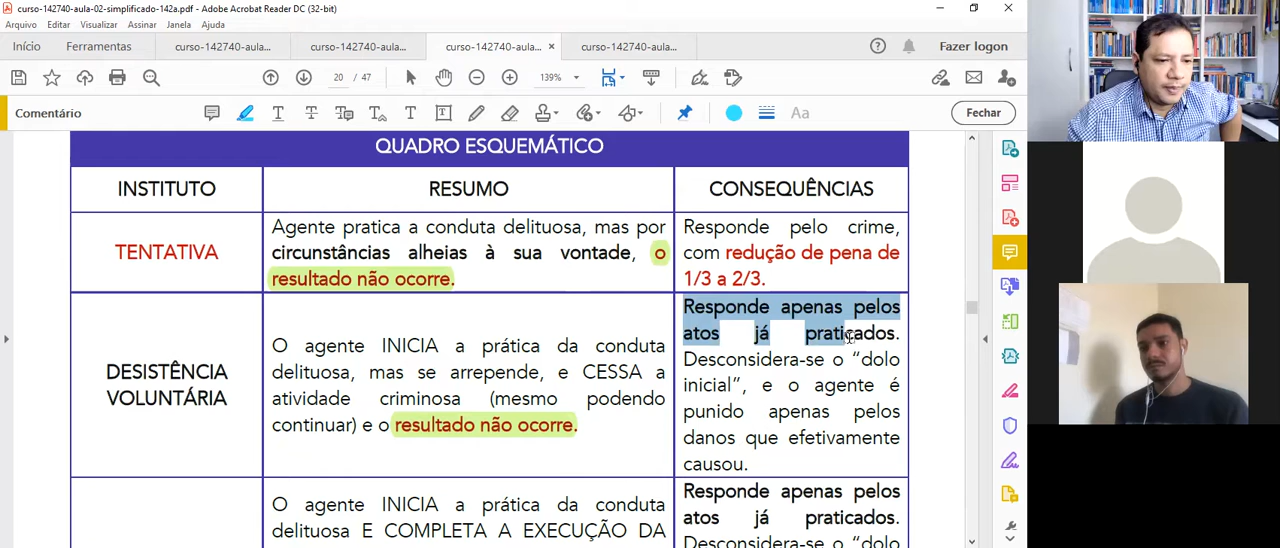 curso-142740-aula-02-simplificado-142a.pdf - Adobe Acrobat Reader DC (32-bit)
Arquivo Editar Visualizar Assinar Janela Ajuda
Início Ferramentas curso-142740-aula... curso-142740-aula... curso-142740-aula... × curso-142740-aula... Fazer logon
20 / 47 139%
Comentário Aa Fechar
QUADRO ESQUEMÁTICO
INSTITUTO RESUMO CONSEQUÊNCIAS
TENTATIVA
Agente pratica a conduta delituosa, mas por
circunstâncias alheias à sua vontade, o
resultado não ocorre.
Responde pelo crime,
com redução de pena de
1/3 a 2/3.
DESISTÊNCIA
VOLUNTÁRIA
O agente INICIA a prática da conduta
delituosa, mas se arrepende, e CESSA a
atividade criminosa (mesmo podendo
continuar) e o resultado não ocorre.
Responde apenas pelos
atos já praticados.
Desconsidera-se o “dolo
inicial”, e o agente é
punido apenas pelos
danos que efetivamente
causou.
O agente INICIA a prática da conduta
delituosa E COMPLETA A EXECUÇÃO DA
Responde apenas pelos
atos já praticados.
Desconsidera-se o “dolo